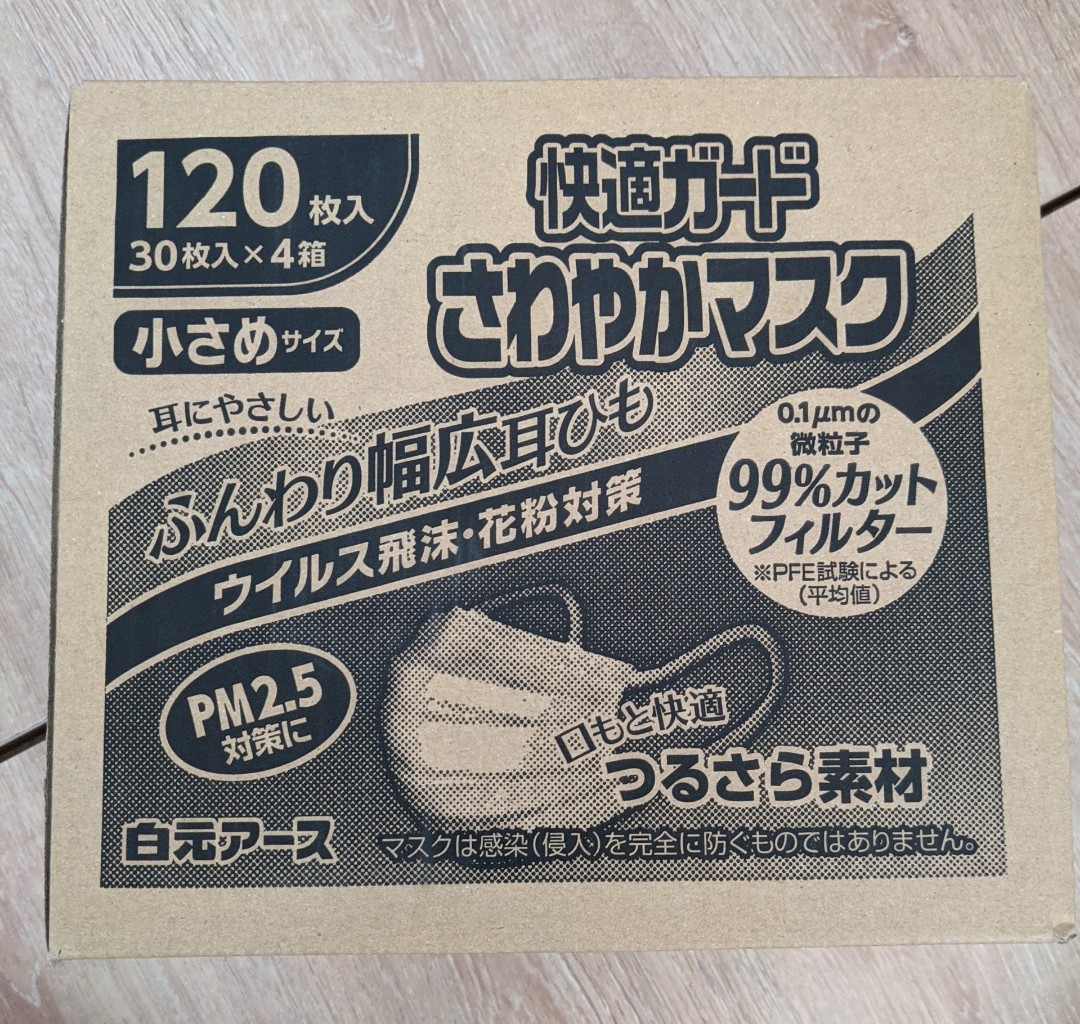 120枚入
30枚入×4箱
小さめサイズ
快適ガード
さわやかマスク
耳にやさしい
ふんわり幅広耳ひも
ウイルス飛沫・花粉対策
0.1μmの
微粒子
99%カット
フィルター
※PFE試験による
(平均値)
PM2.5
対策に
口もと快適
つるさら素材
白元アース
マスクは感染(侵入)を完全に防ぐものではありません。